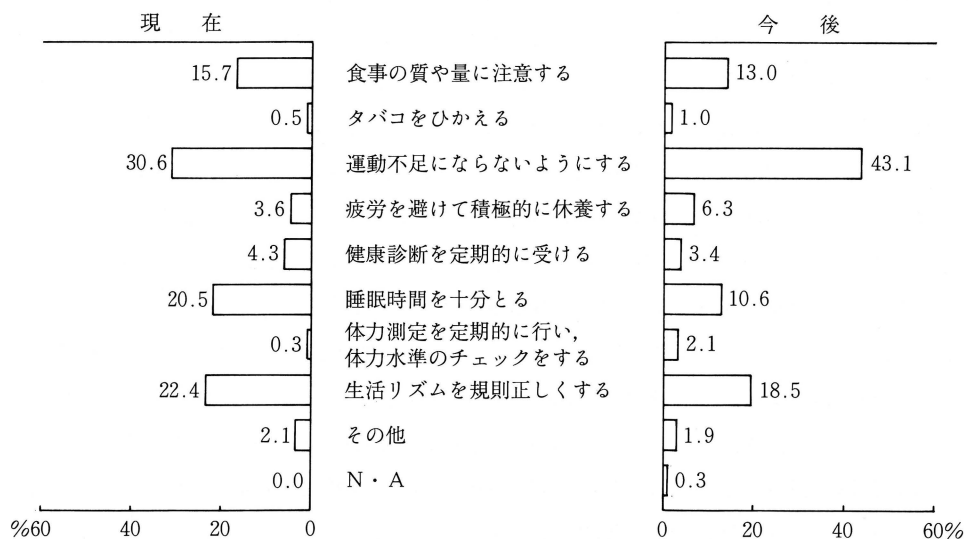 現 在 今 後
15.7 食事の質や量に注意する 13.0
0.5 タバコをひかえる 1.0
30.6 運動不足にならないようにする 43.1
3.6 疲労を避けて積極的に休養する 6.3
4.3 健康診断を定期的に受ける 3.4
20.5 睡眠時間を十分とる 10.6
0.3 体力測定を定期的に行い, 2.1
体力水準のチェックをする
22.4 生活リズムを規則正しくする 18.5
2.1 その他 1.9
0.0 N・A 0.3
%60 40 20 0 0 20 40 60%